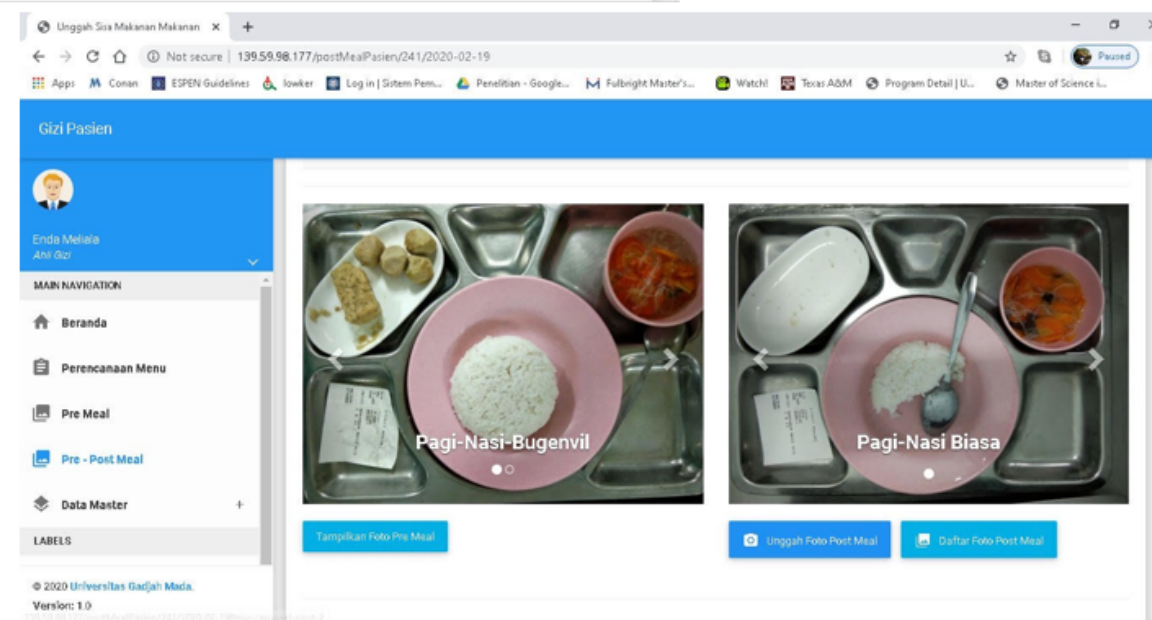 Unggah Sisa Makanan Makanan
Not secure | 139.59.98.177/postMealPasien/241/2020-02-19
Paused
Apps Conan ESPEN Guidelines lowker Log in | Sistem Pem... Penelitian - Google... Fulbright Master's... Watch! Texas A&M Program Detail | U... Master of Science i...
Gizi Pasien
Enda Meliala
Ahli Gizi
MAIN NAVIGATION
Beranda
Perencanaan Menu
Pre Meal
Pre - Post Meal
Data Master
LABELS
© 2020 Universitas Gadjah Mada.
Version: 1.0
Pagi-Nasi-Bugenvil
Tampilkan Foto Pre Meal
Pagi-Nasi Biasa
Unggah Foto Post Meal
Daftar Foto Post Meal